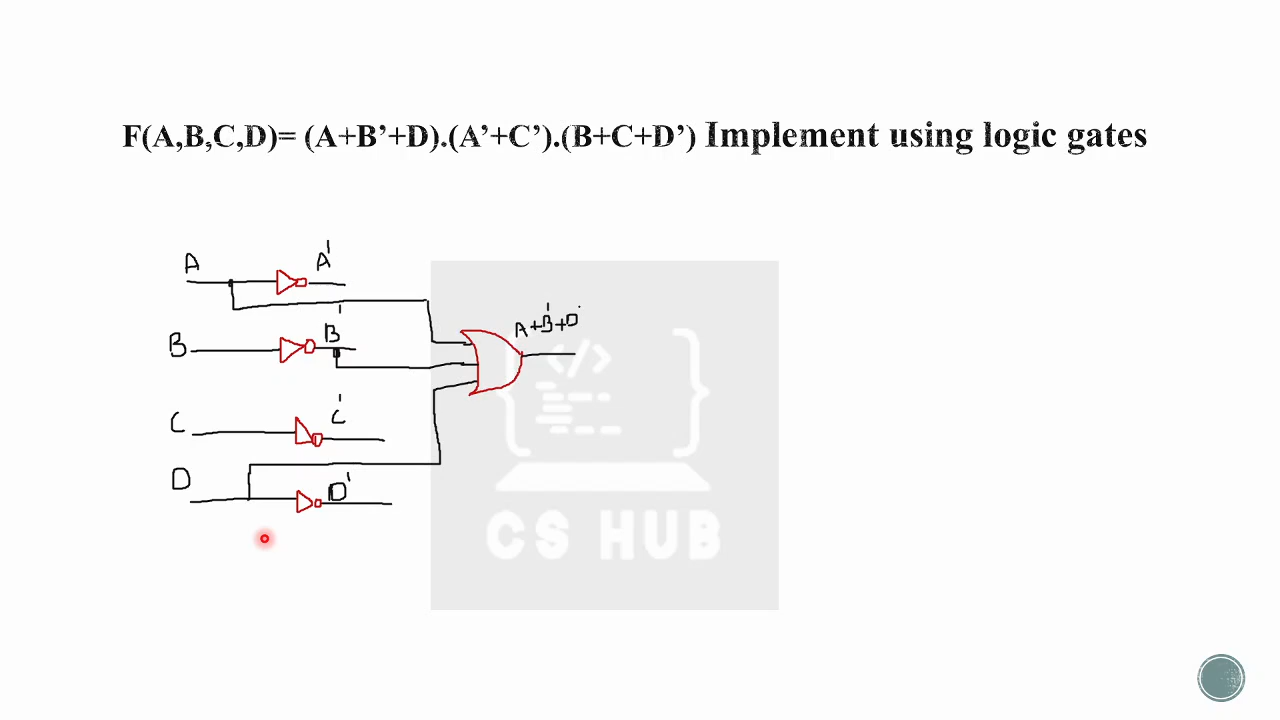 F(A,B,C,D)= (A+B’+D).(A’+C’).(B+C+D’) Implement using logic gates
A A'
A+B'+D
B B'
C C'
D D'
</> 
CS HUB